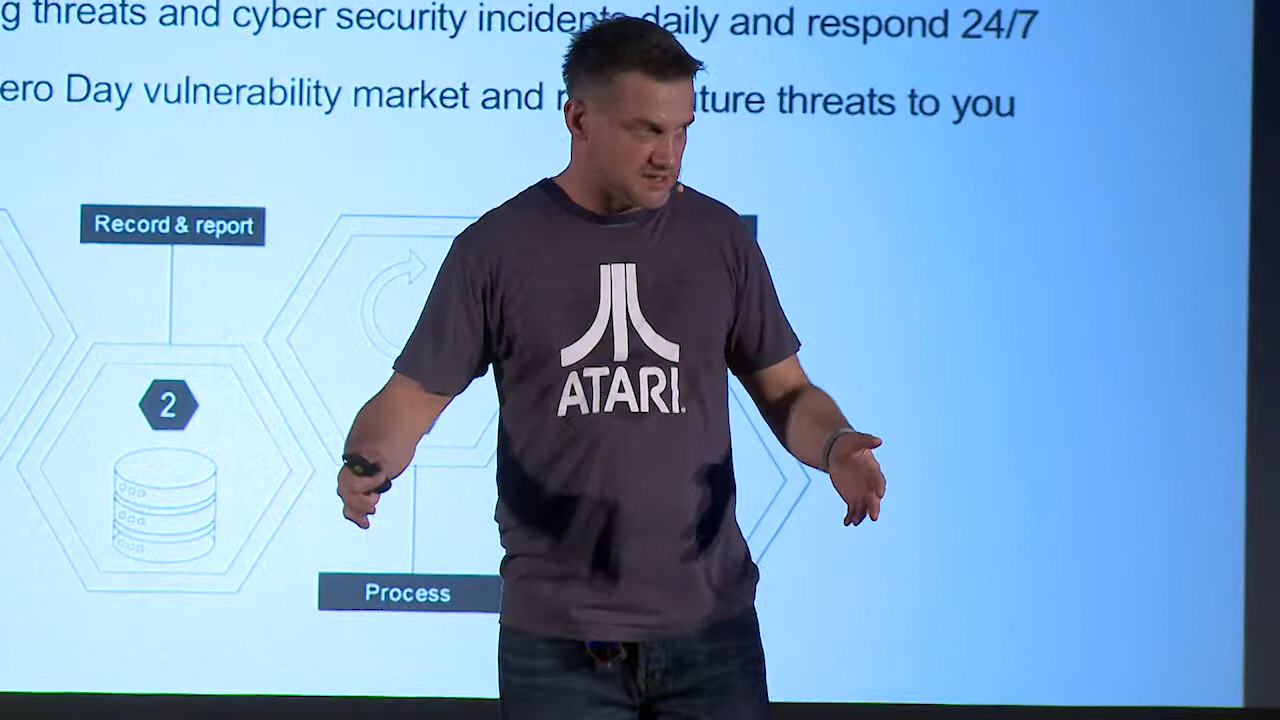 g threats and cyber security incidents daily and respond 24/7
ero Day vulnerability market and uture threats to you
Record & report
2
ATARI
Process